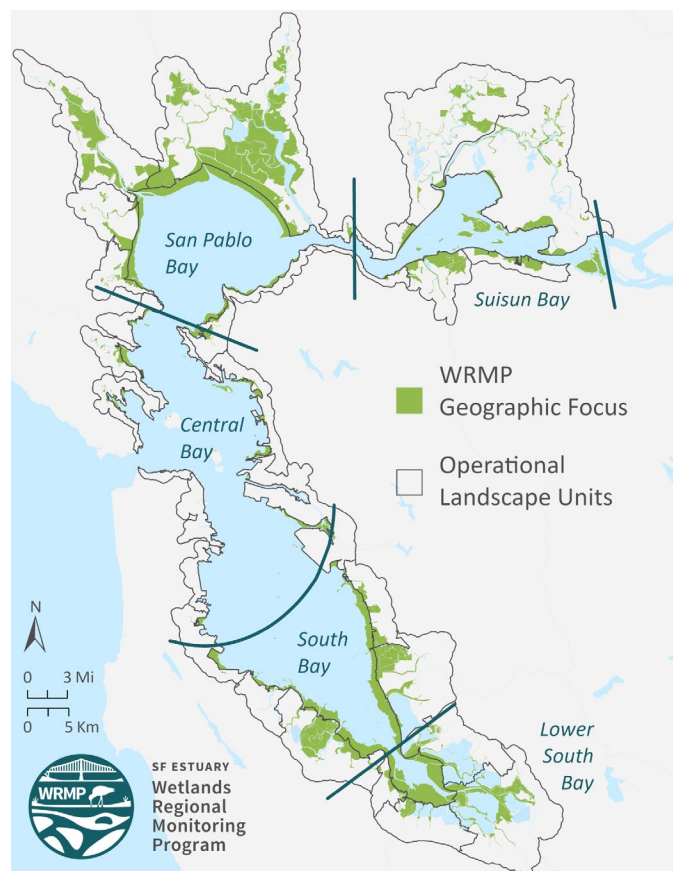 San Pablo
Bay
Suisun Bay
WRMP
Geographic Focus
Central
Bay
Operational
Landscape Units
N
0 3 Mi
0 5 Km
South
Bay
Lower
South
Bay
SF ESTUARY
WRMP
Wetlands
Regional
Monitoring
Program